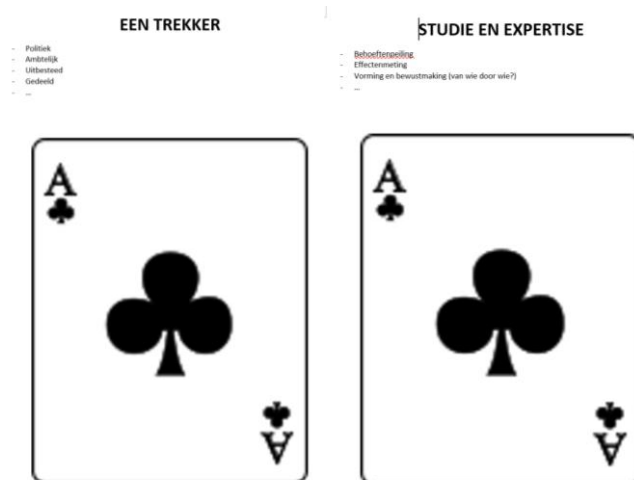 EEN TREKKER
- Politiek
- Ambtelijk
- Uitbesteed
- Gedeeld
- ...
A
A
STUDIE EN EXPERTISE
- Behoeftenpeiling
- Effectenmeting
- Vorming en bewustmaking (van wie door wie?)
- ...
A
A